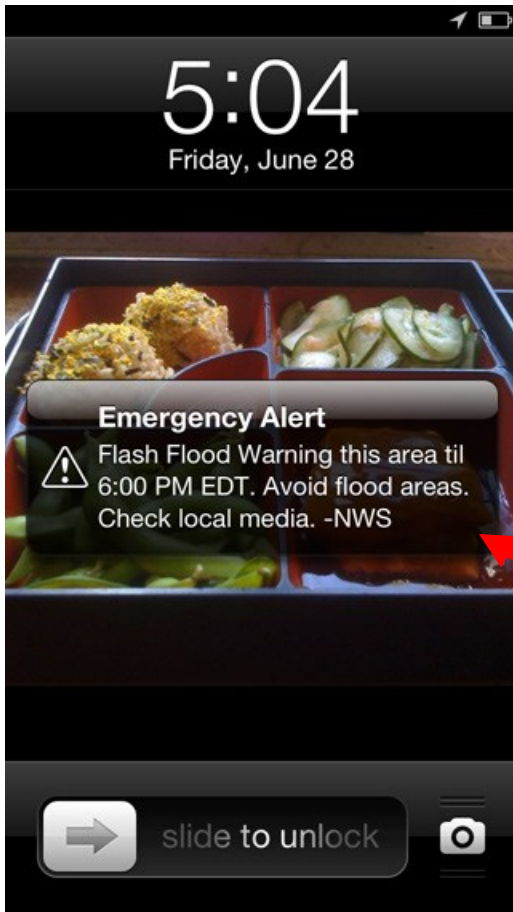 5:04
Friday, June 28
Emergency Alert
Flash Flood Warning this area til
6:00 PM EDT. Avoid flood areas.
Check local media. -NWS
slide to unlock